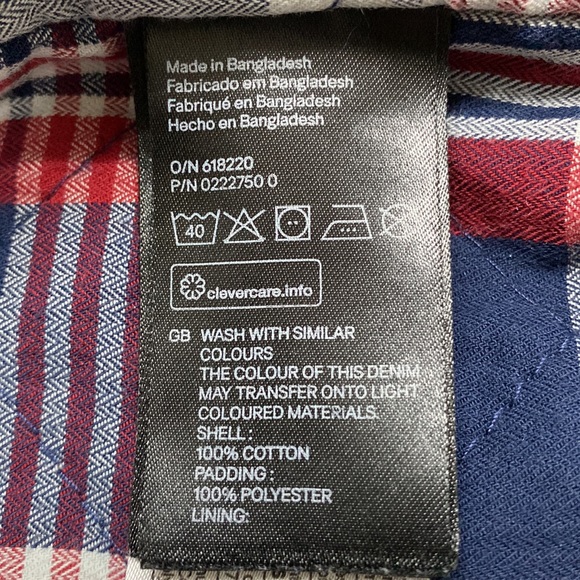 Made in Bangladesh
Fabricado em Bangladesh
Fabriqué en Bangladesh
Hecho en Bangladesh
O/N 618220
P/N 0222750 0
40
clevercare.info
GB WASH WITH SIMILAR
COLOURS
THE COLOUR OF THIS DENIM
MAY TRANSFER ONTO LIGHT
COLOURED MATERIALS.
SHELL:
100% COTTON
PADDING:
100% POLYESTER
LINING: